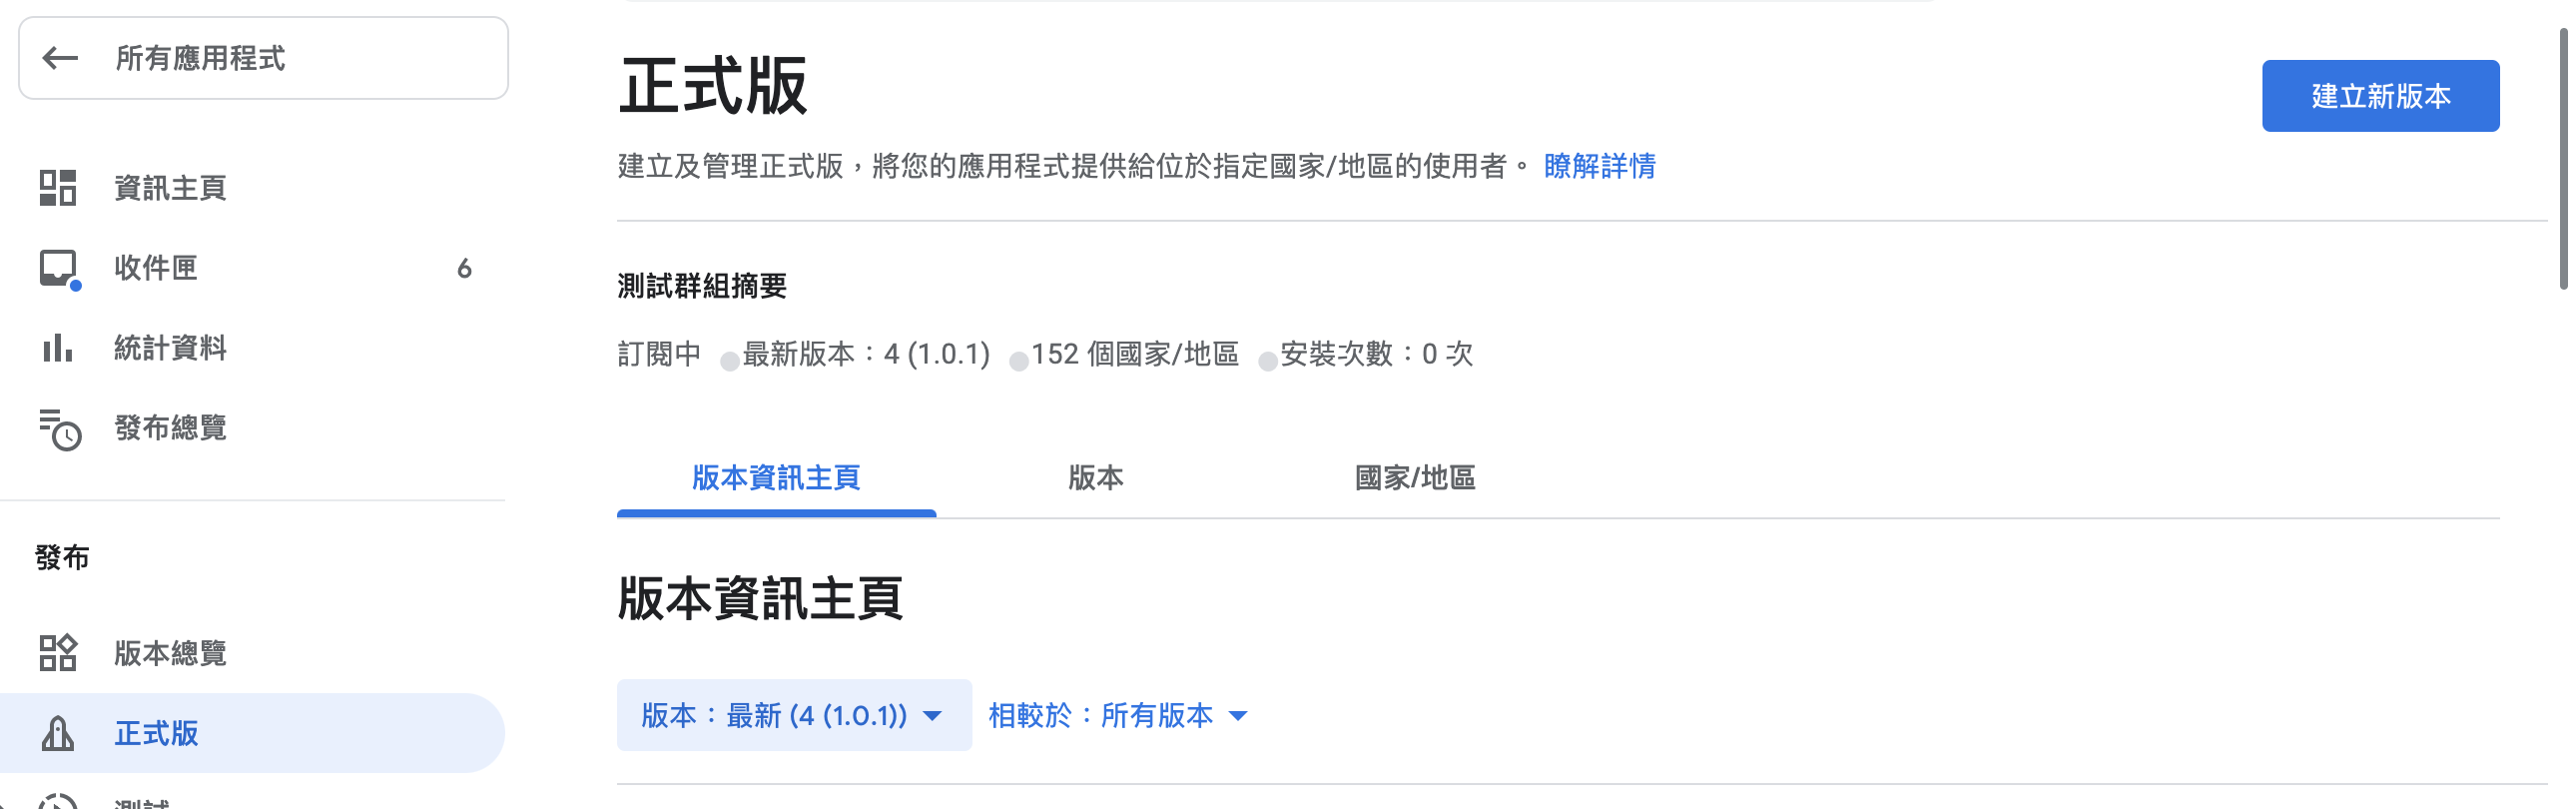 所有應用程式
資訊主頁
收件匣 6
統計資料
發布總覽
發布
版本總覽
正式版
測試
正式版
建立新版本
建立及管理正式版，將您的應用程式提供給位於指定國家/地區的使用者。 瞭解詳情
測試群組摘要
訂閱中 最新版本：4 (1.0.1) 152 個國家/地區 安裝次數：0 次
版本資訊主頁 版本 國家/地區
版本資訊主頁
版本：最新 (4 (1.0.1)) 相較於：所有版本